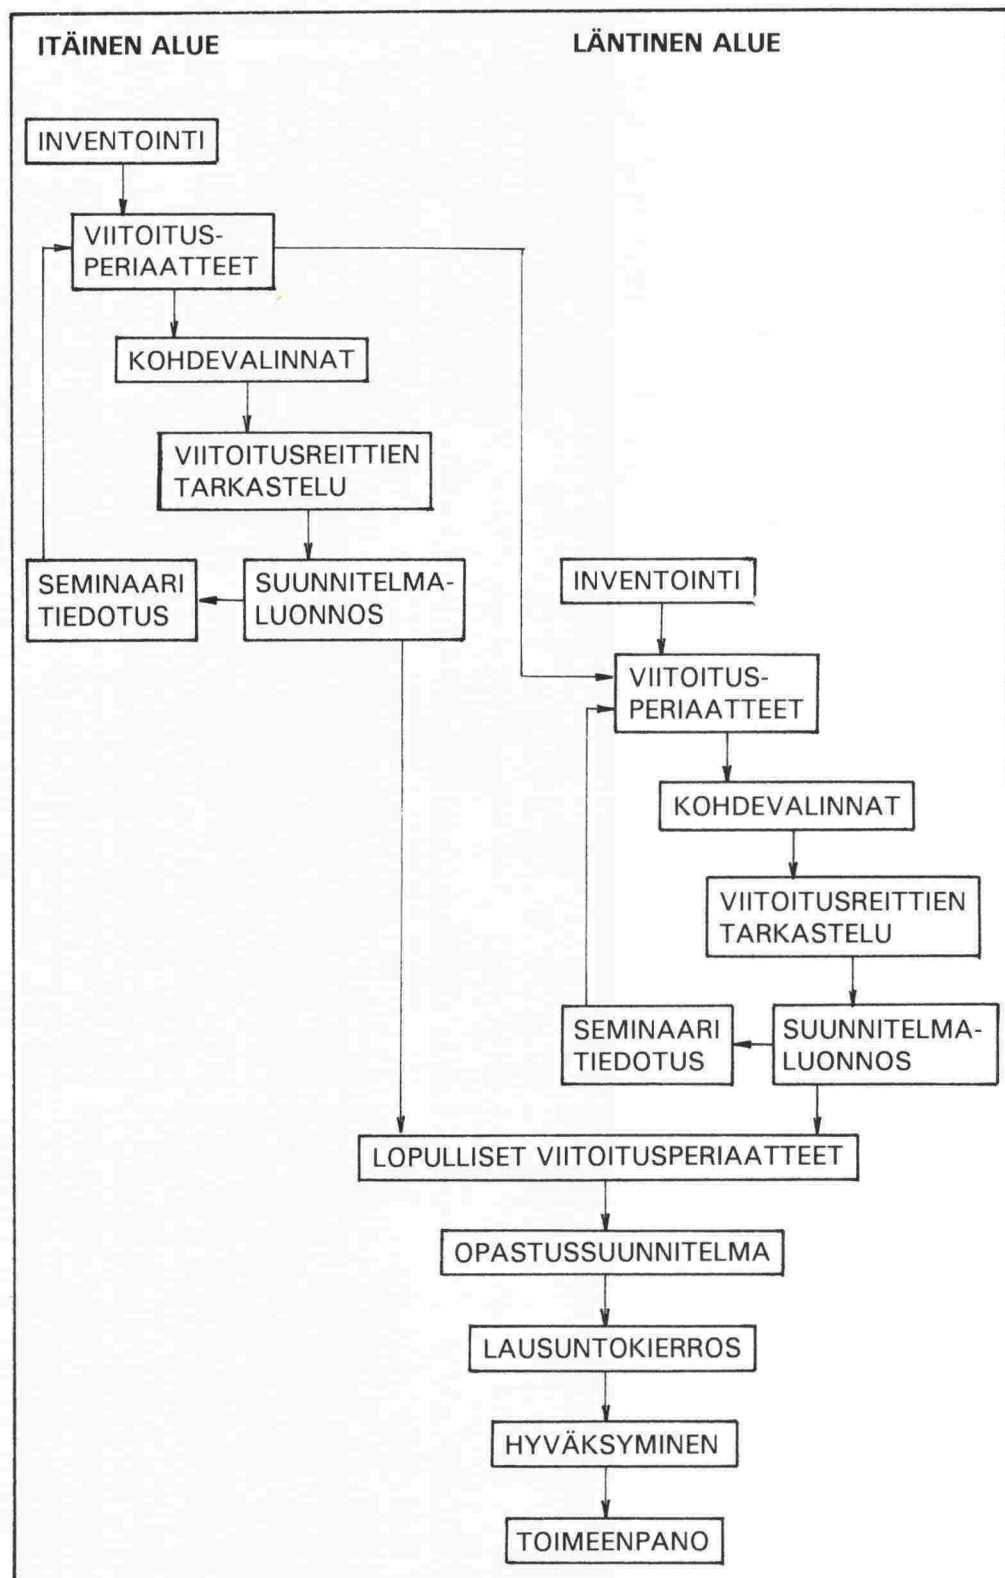 ITÄINEN ALUE
LÄNTINEN ALUE
INVENTOINTI
VIITOITUS-
PERIAATTEET
KOHDEVALINNAT
VIITOITUSREITTIEN
TARKASTELU
SUUNNITELMA-
LUONNOS
SEMINAARI
TIEDOTUS
INVENTOINTI
VIITOITUS-
PERIAATTEET
KOHDEVALINNAT
VIITOITUSREITTIEN
TARKASTELU
SUUNNITELMA-
LUONNOS
SEMINAARI
TIEDOTUS
LOPULLISET VIITOITUSPERIAATTEET
OPASTUSSUUNNITELMA
LAUSUNTOKIERROS
HYVÄKSYMINEN
TOIMEENPANO